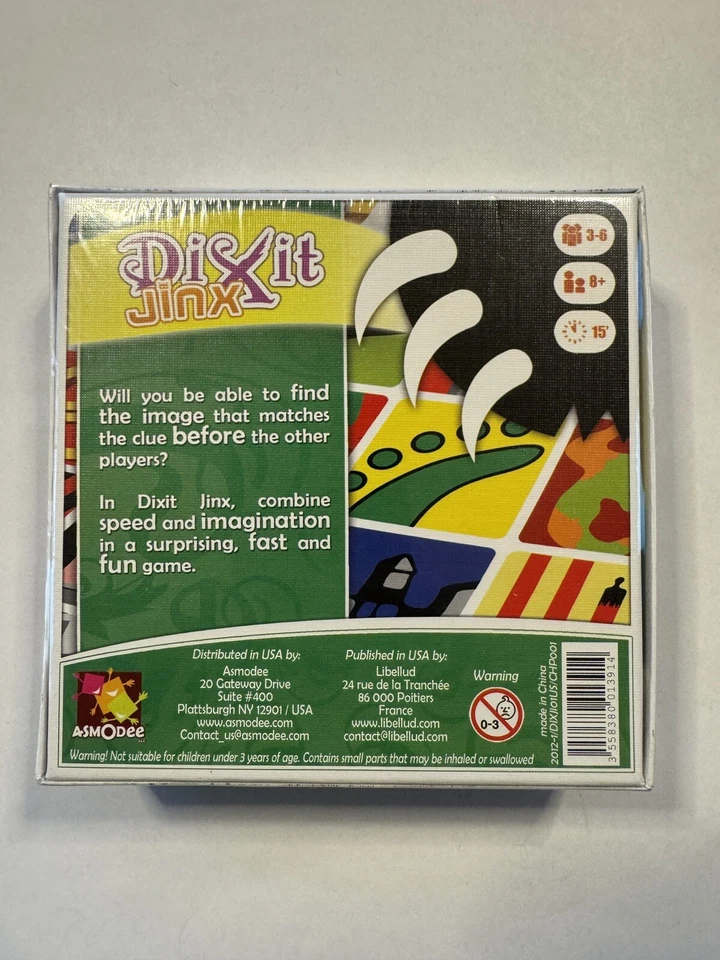 Dixit
Jinx
3-6
8+
15'
Will you be able to find
the image that matches
the clue before the other
players?
In Dixit Jinx, combine
speed and imagination
in a surprising, fast and
fun game.
Distributed in USA by:
Asmodee
20 Gateway Drive
Suite #400
Plattsburgh NY 12901 / USA
www.asmodee.com
Contact_us@asmodee.com
Published in USA by:
Libellud
24 rue de la Tranchée
86 000 Poitiers
France
www.libellud.com
contact@libellud.com
Warning
0-3
made in China
2012-1/DIXJI01US/CHP001
3 558380 013914
ASMODee
Warning! Not suitable for children under 3 years of age. Contains small parts that may be inhaled or swallowed